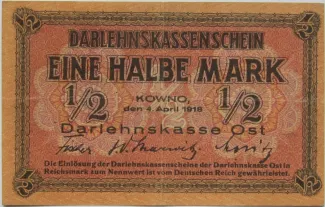 DARLEHNSKASSENSCHEIN
EINE HALBE MARK
1/2 KOWNO, 1/2
den 4. April 1918
Darlehnskasse Ost
Die Einlösung der Darlehnskassenscheine der Darlehnskasse Ost in
Reichsmark zum Nennwert ist vom Deutschen Reich gewährleistet.